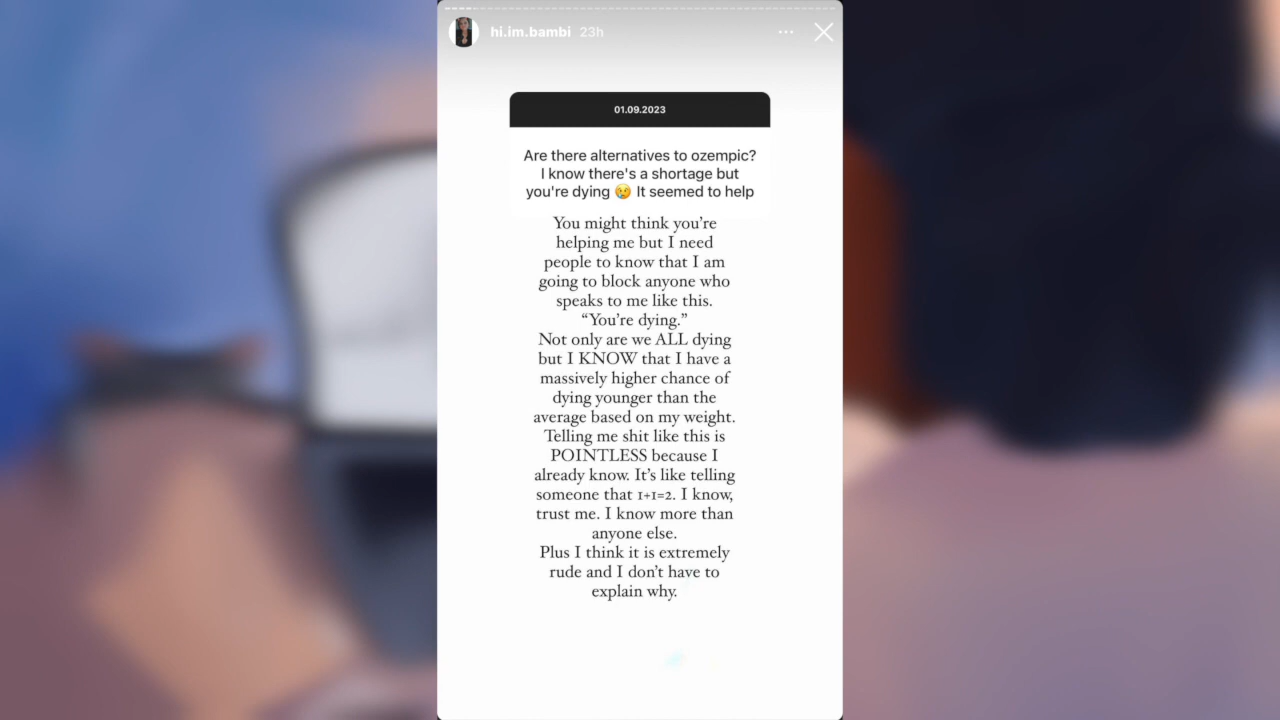 hi.im.bambi 23h
01.09.2023
Are there alternatives to ozempic?
I know there's a shortage but
you're dying 😢 It seemed to help
You might think you're
helping me but I need
people to know that I am
going to block anyone who
speaks to me like this.
“You're dying.”
Not only are we ALL dying
but I KNOW that I have a
massively higher chance of
dying younger than the
average based on my weight.
Telling me shit like this is
POINTLESS because I
already know. It's like telling
someone that 1+1=2. I know,
trust me. I know more than
anyone else.
Plus I think it is extremely
rude and I don't have to
explain why.